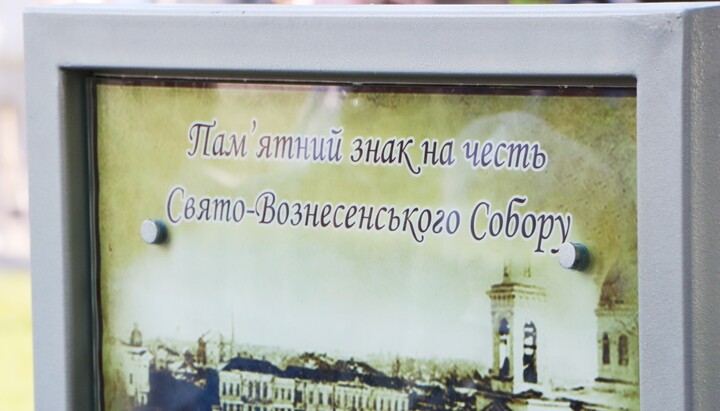 Пам’ятний знак на честь
Свято-Вознесенського Собору